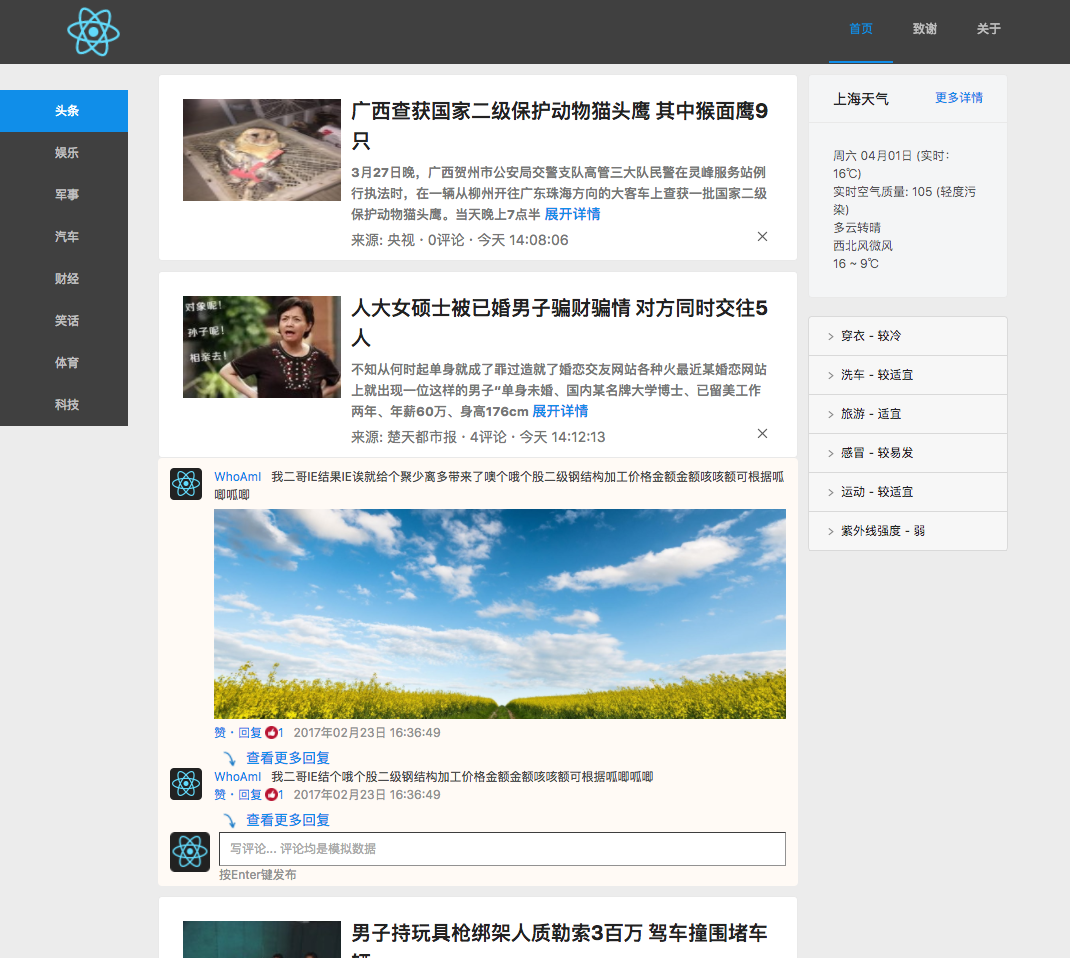 首页 致谢 关于
头条
娱乐
军事
汽车
财经
笑话
体育
科技
广西查获国家二级保护动物猫头鹰 其中猴面鹰9
只
3月27日晚，广西贺州市公安局交警支队高管三大队民警在灵峰服务站例
行执法时，在一辆从柳州开往广东珠海方向的大客车上查获一批国家二级
保护动物猫头鹰。当天晚上7点半 展开详情
来源: 央视 · 0评论 · 今天 14:08:06
对象呢!
孙子呢!
相亲去!
人大女硕士被已婚男子骗财骗情 对方同时交往5
人
不知从何时起单身就成了罪过造就了婚恋交友网站各种火最近某婚恋网站
上就出现一位这样的男子“单身未婚、国内某名牌大学博士、已留美工作
两年、年薪60万、身高176cm 展开详情
来源: 楚天都市报 · 4评论 · 今天 14:12:13
WhoAmI 我二哥IE结果IE诶就给个聚少离多带来了噢个哦个股二级钢结构加工价格金额金额咳咳额可根据呱
唧呱唧
赞 · 回复 1 2017年02月23日 16:36:49
查看更多回复
WhoAmI 我二哥IE结个哦个股二级钢结构加工价格金额金额咳咳额可根据呱唧呱唧
赞 · 回复 1 2017年02月23日 16:36:49
查看更多回复
写评论... 评论均是模拟数据
按Enter键发布
男子持玩具枪绑架人质勒索3百万 驾车撞围堵车
上海天气 更多详情
周六 04月01日 (实时：
16℃)
实时空气质量: 105 (轻度污
染)
多云转晴
西北风微风
16 ~ 9℃
穿衣 - 较冷
洗车 - 较适宜
旅游 - 适宜
感冒 - 较易发
运动 - 较适宜
紫外线强度 - 弱